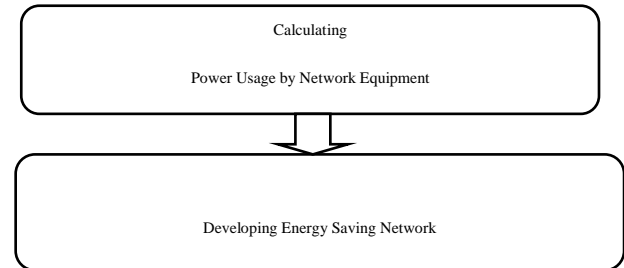 Calculating
Power Usage by Network Equipment
Developing Energy Saving Network